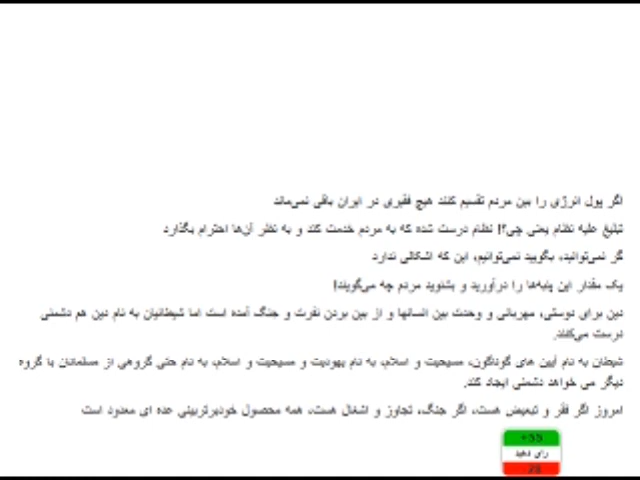 اگر پول انرژی را بین مردم تقسیم کنند هیچ فقیری در ایران باقی نمی‌ماند
تبلیغ علیه نظام یعنی چی؟! نظام درست شده که به مردم خدمت کند و به نظر آن‌ها احترام بگذارد
گر نمی‌توانید، بگویید نمی‌توانیم، این که اشکالی ندارد
یک مقدار این پنبه‌ها را درآورید و بشنوید مردم چه می‌گویند!
دین برای دوستی، مهربانی و وحدت بین انسانها و از بین بردن نفرت و جنگ آمده است اما شیطانیان به نام دین هم دشمنی
درست می‌کنند.
شیطان به نام آیین های گوناگون، مسیحیت و اسلام، به نام یهودیت و مسیحیت و اسلام، به نام حتی گروهی از مسلمانان با گروه
دیگر می خواهد دشمنی ایجاد کند.
امروز اگر فقر و تبعیض هست، اگر جنگ، تجاوز و اشغال هست، همه محصول خودبرتربینی عده ای معدود است
+55
رای دهید